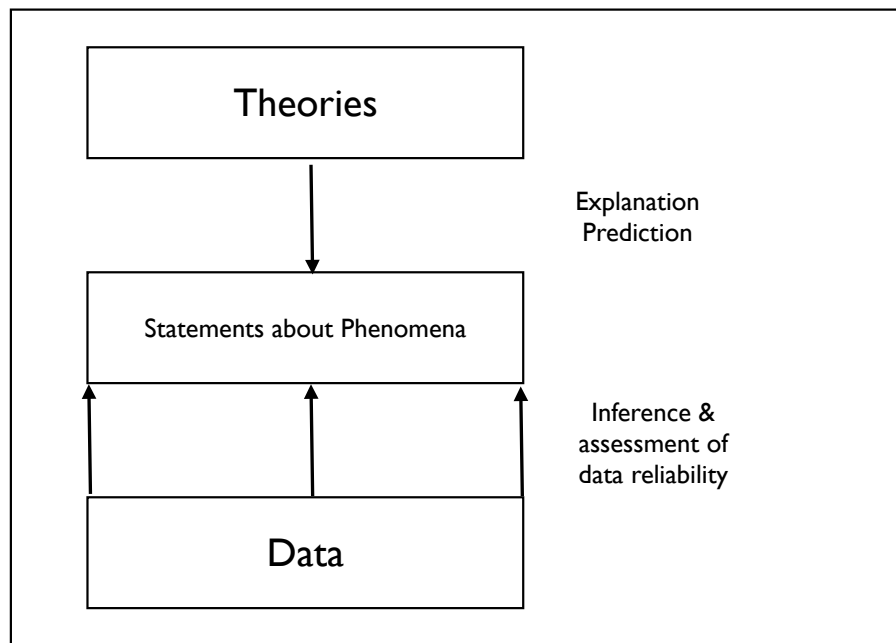 Theories
Explanation
Prediction
Statements about Phenomena
Inference &
assessment of
data reliability
Data